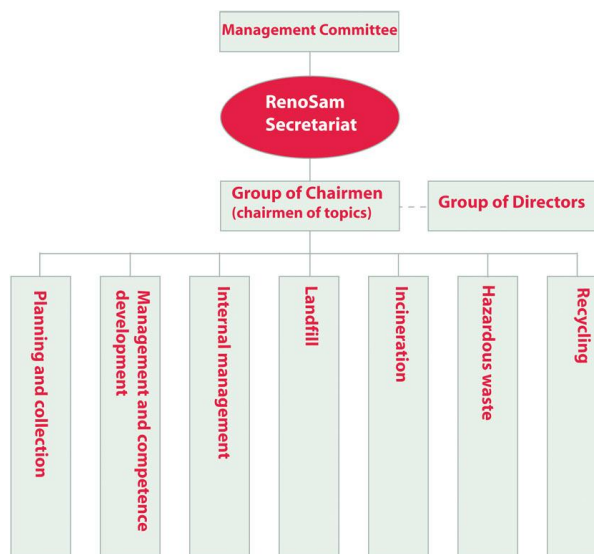 Management Committee
RenoSam
Secretariat
Group of Chairmen
(chairmen of topics)
Group of Directors
Planning and collection
Management and competence
development
Internal management
Landfill
Incineration
Hazardous waste
Recycling